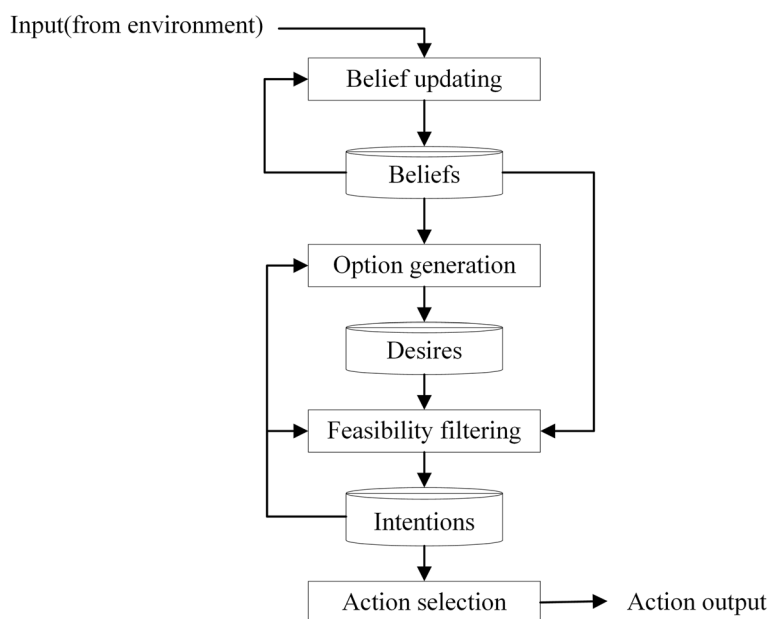 Input(from environment)
Belief updating
Beliefs
Option generation
Desires
Feasibility filtering
Intentions
Action selection
Action output